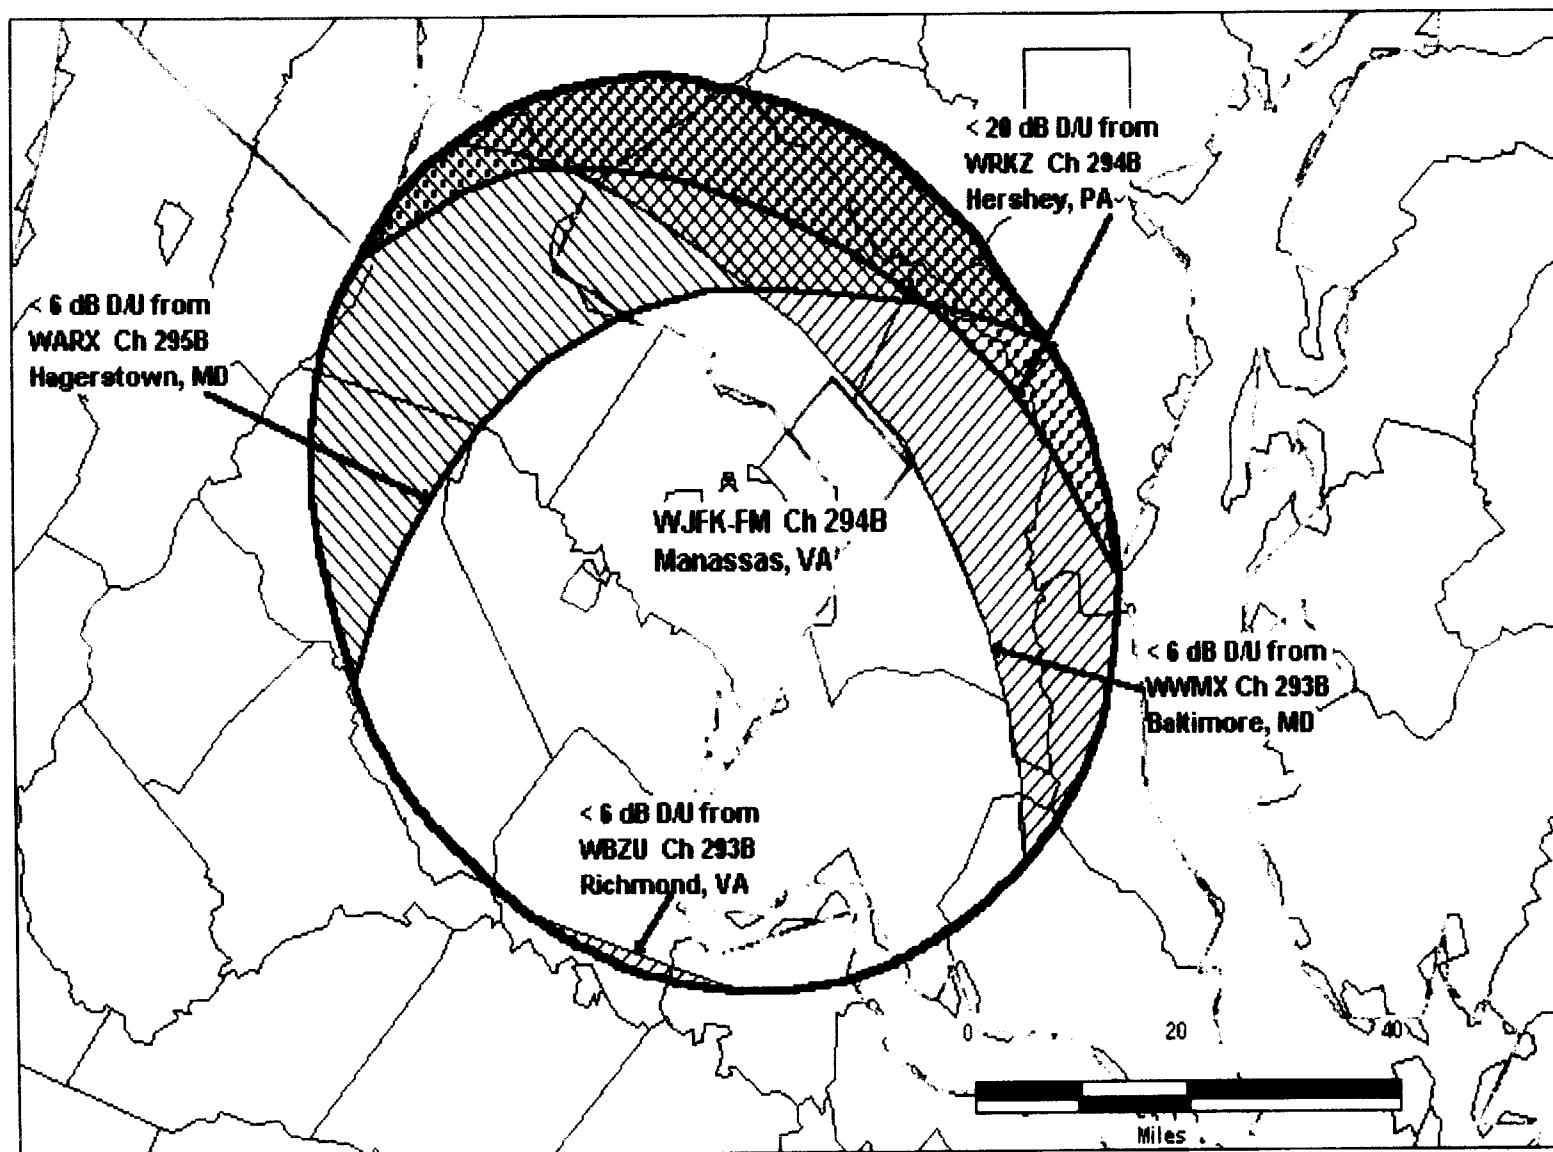 < 20 dB D/U from
WRKZ Ch 294B
Hershey, PA
< 6 dB D/U from
WARX Ch 295B
Hagerstown, MD
WJFK-FM Ch 294B
Manassas, VA
< 6 dB D/U from
WWMX Ch 293B
Baltimore, MD
< 6 dB D/U from
WBZU Ch 293B
Richmond, VA
0 20 40
Miles